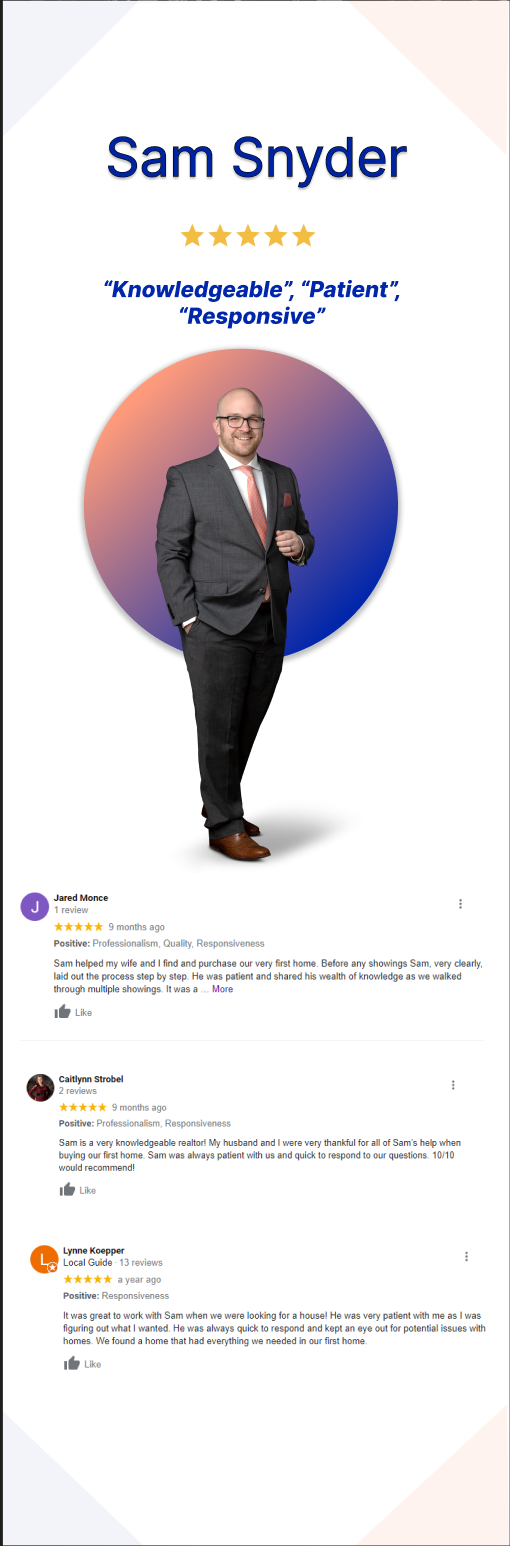 Sam Snyder
“Knowledgeable”, “Patient”,
“Responsive”
J
Jared Monce
1 review
9 months ago
Positive: Professionalism, Quality, Responsiveness
Sam helped my wife and I find and purchase our very first home. Before any showings Sam, very clearly,
laid out the process step by step. He was patient and shared his wealth of knowledge as we walked
through multiple showings. It was a ... More
Like
Caitlynn Strobel
2 reviews
9 months ago
Positive: Professionalism, Responsiveness
Sam is a very knowledgeable realtor! My husband and I were very thankful for all of Sam's help when
buying our first home. Sam was always patient with us and quick to respond to our questions. 10/10
would recommend!
Like
L
Lynne Koepper
Local Guide · 13 reviews
a year ago
Positive: Responsiveness
It was great to work with Sam when we were looking for a house! He was very patient with me as I was
figuring out what I wanted. He was always quick to respond and kept an eye out for potential issues with
homes. We found a home that had everything we needed in our first home.
Like